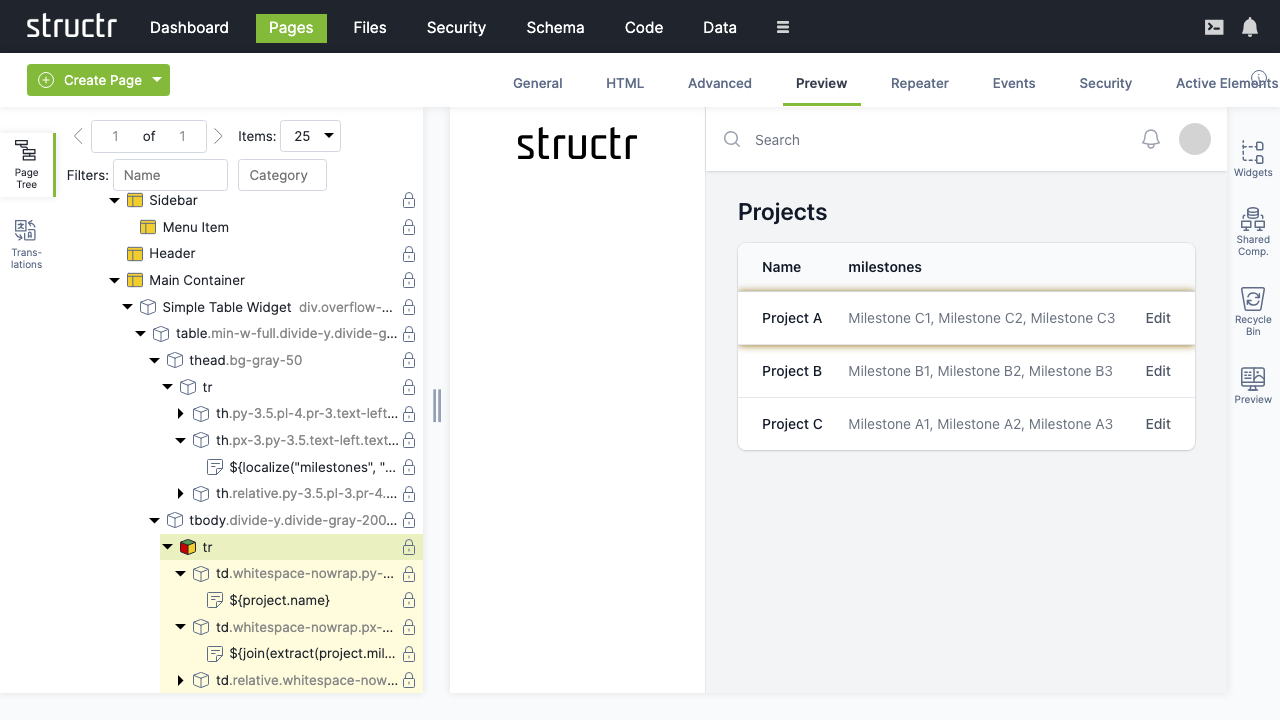 structr Dashboard Pages Files Security Schema Code Data
Create Page General HTML Advanced Preview Repeater Events Security Active Elements
1 of 1 Items: 25
Filters: Name Category
Page
Tree
Trans-
lations
Sidebar
Menu Item
Header
Main Container
Simple Table Widget div.overflow-...
table.min-w-full.divide-y.divide-g...
thead.bg-gray-50
tr
th.py-3.5.pl-4.pr-3.text-left...
th.px-3.py-3.5.text-left.text...
${localize("milestones", "...
th.relative.py-3.5.pl-3.pr-4....
tbody.divide-y.divide-gray-200...
tr
td.whitespace-nowrap.py-...
${project.name}
td.whitespace-nowrap.px-...
${join(extract(project.mil...
td.relative.whitespace-now...
structr
Search
Projects
Name milestones
Project A Milestone C1, Milestone C2, Milestone C3 Edit
Project B Milestone B1, Milestone B2, Milestone B3 Edit
Project C Milestone A1, Milestone A2, Milestone A3 Edit
Widgets
Shared
Comp.
Recycle
Bin
Preview